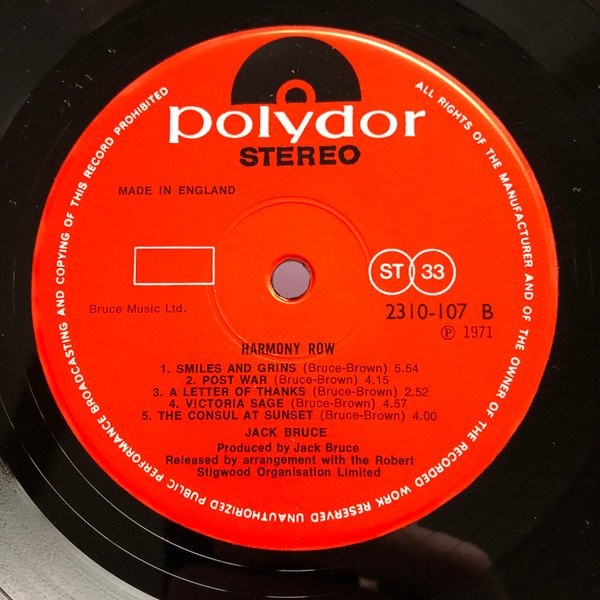 polydor
STEREO
MADE IN ENGLAND
ST 33
Bruce Music Ltd.
2310-107 B
℗ 1971
HARMONY ROW
1. SMILES AND GRINS (Bruce-Brown) 5.54
2. POST WAR (Bruce-Brown) 4.15
3. A LETTER OF THANKS (Bruce-Brown) 2.52
4. VICTORIA SAGE (Bruce-Brown) 4.57
5. THE CONSUL AT SUNSET (Bruce-Brown) 4.00
JACK BRUCE
Produced by Jack Bruce
Released by arrangement with the Robert
Stigwood Organisation Limited
ALL RIGHTS OF THE MANUFACTURER AND OF THE OWNER OF THE RECORDED WORK RESERVED UNAUTHORIZED PUBLIC PERFORMANCE BROADCASTING AND COPYING OF THIS RECORD PROHIBITED